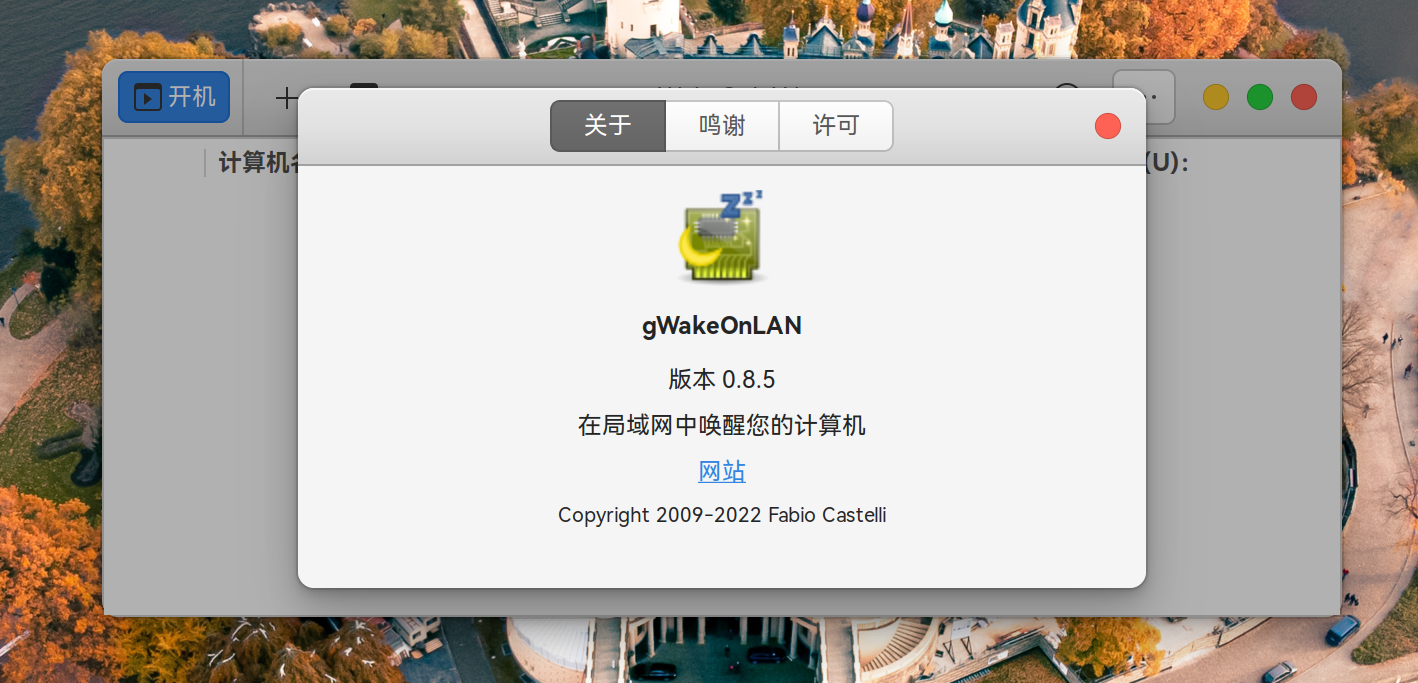 开机
关于 鸣谢 许可
计算机
(U):
gWakeOnLAN
版本 0.8.5
在局域网中唤醒您的计算机
网站
Copyright 2009-2022 Fabio Castelli